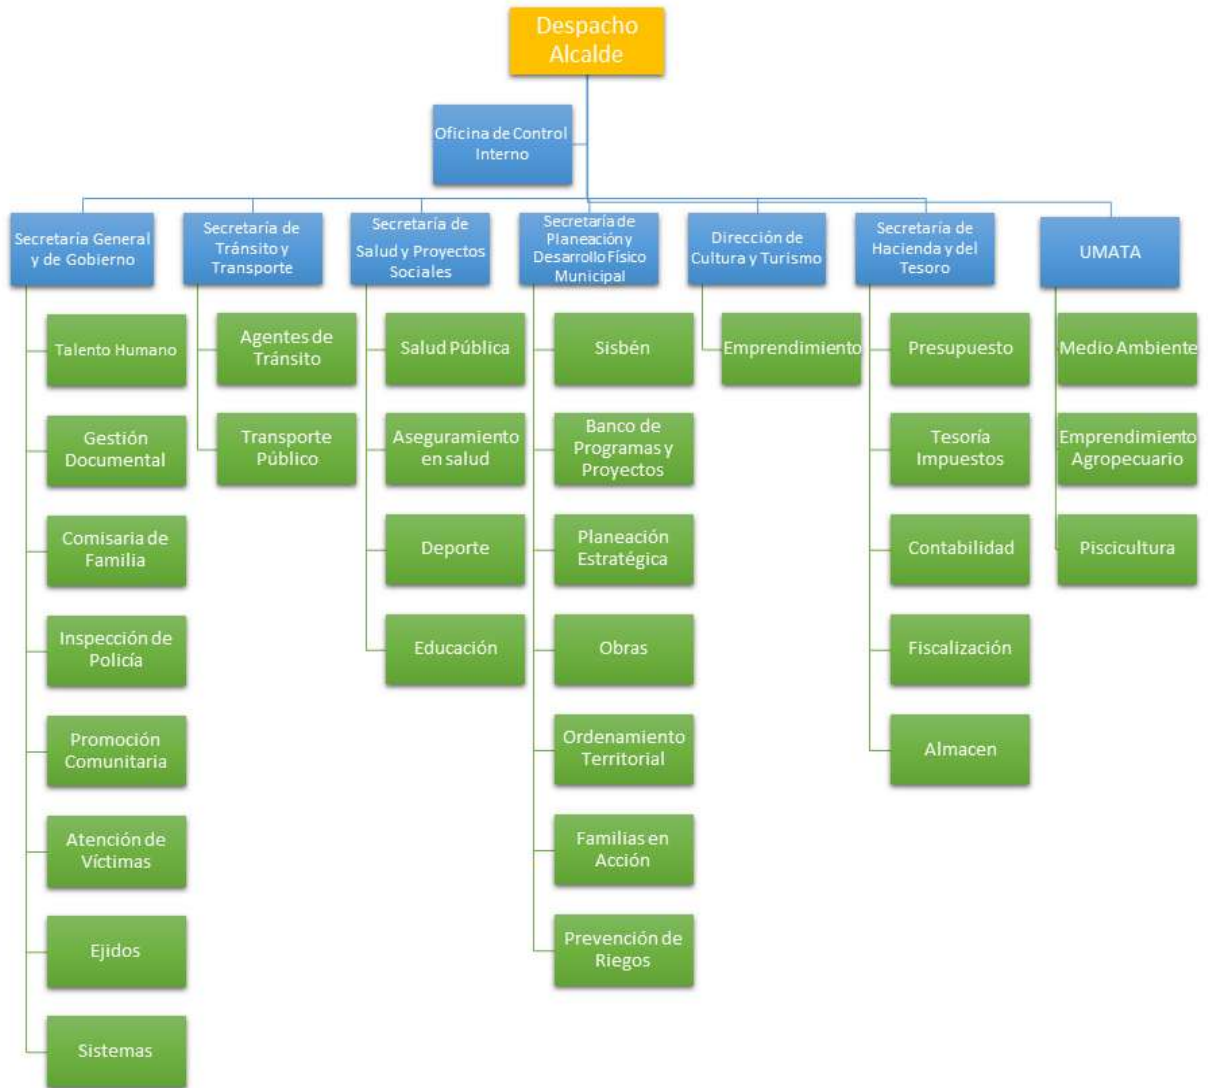 Despacho
Alcalde
Oficina de Control
Interno
Secretaría General
y de Gobierno
Secretaría de
Tránsito y
Transporte
Secretaría de
Salud y Proyectos
Sociales
Secretaría de
Planeación y
Desarrollo Físico
Municipal
Dirección de
Cultura y Turismo
Secretaría de
Hacienda y del
Tesoro
UMATA
Talento Humano
Gestión
Documental
Comisaria de
Familia
Inspección de
Policía
Promoción
Comunitaria
Atención de
Víctimas
Ejidos
Sistemas
Agentes de
Tránsito
Transporte
Público
Salud Pública
Aseguramiento
en salud
Deporte
Educación
Sisbén
Banco de
Programas y
Proyectos
Planeación
Estratégica
Obras
Ordenamiento
Territorial
Familias en
Acción
Prevención de
Riegos
Emprendimiento
Presupuesto
Tesoría
Impuestos
Contabilidad
Fiscalización
Almacen
Medio Ambiente
Emprendimiento
Agropecuario
Piscicultura